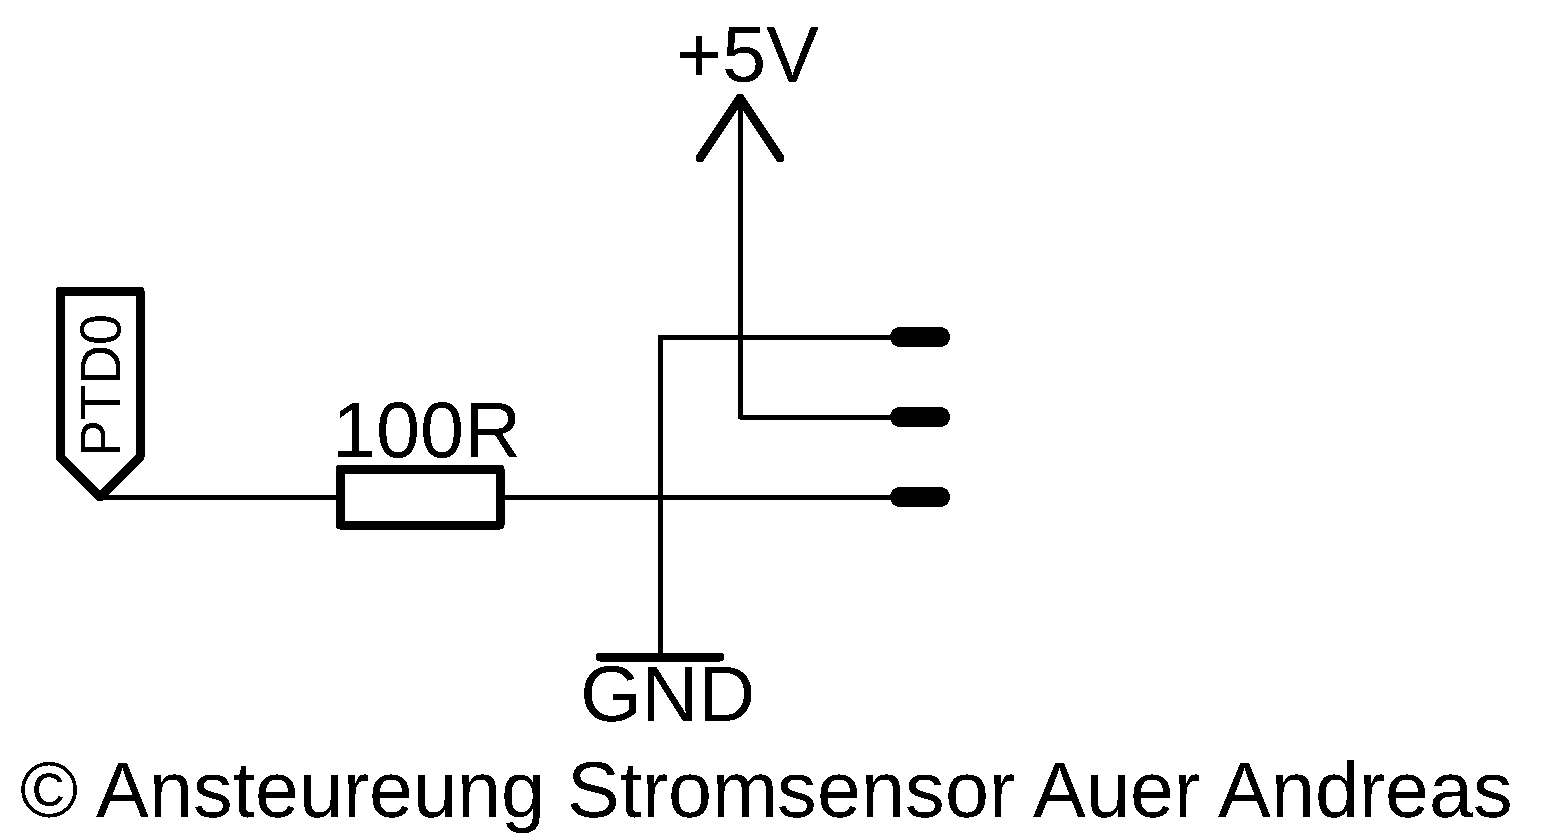 +5V
PTD0
100R
GND
© Ansteureung Stromsensor Auer Andreas